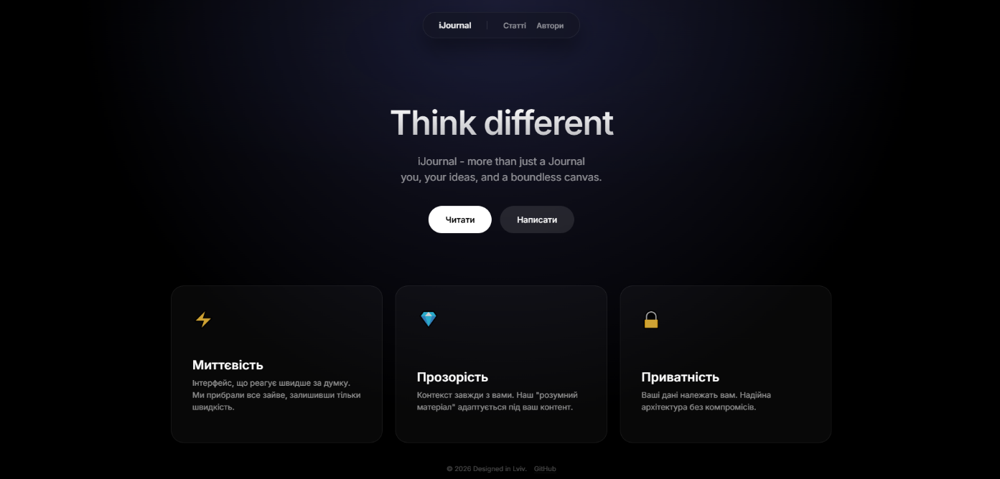 iJournal
Статті
Автори
Think different
iJournal - more than just a Journal
you, your ideas, and a boundless canvas.
Читати
Написати
Миттєвість
Інтерфейс, що реагує швидше за думку.
Ми прибрали все зайве, залишивши тільки
швидкість.
Прозорість
Контекст завжди з вами. Наш "розумний
матеріал" адаптується під ваш контент.
Приватність
Ваші дані належать вам. Надійна
архітектура без компромісів.
© 2026 Designed in Lviv. GitHub